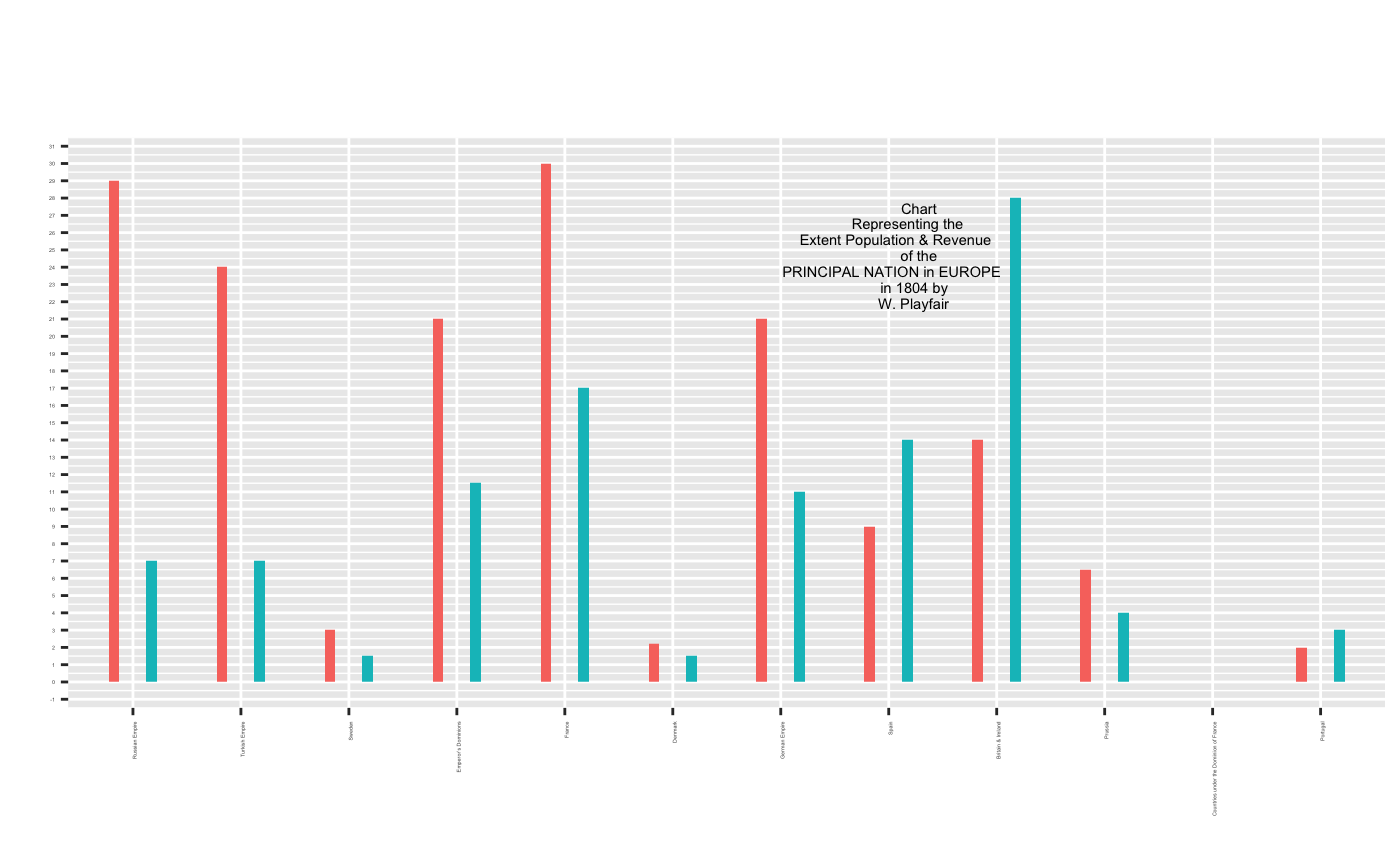 31
30
29
28
27
26
25
24
23
22
21
20
19
18
17
16
15
14
13
12
11
10
9
8
7
6
5
4
3
2
1
0
-1
Chart
Representing the
Extent Population & Revenue
of the
PRINCIPAL NATION in EUROPE
in 1804 by
W. Playfair
Russian Empire
Turkish Empire
Sweden
Emperor's Dominions
France
Denmark
German Empire
Spain
Britain & Ireland
Prussia
Countries under the Dominion of France
Portugal